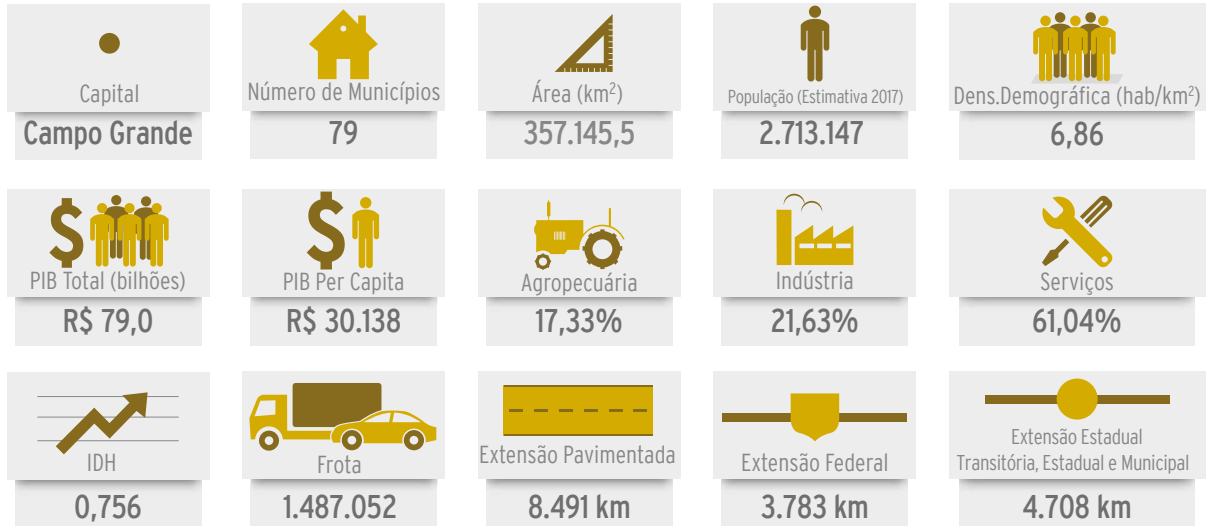 Capital
Campo Grande
Número de Municípios
79
Área (km²)
357.145,5
População (Estimativa 2017)
2.713.147
Dens.Demográfica (hab/km²)
6,86
PIB Total (bilhões)
R$ 79,0
PIB Per Capita
R$ 30.138
Agropecuária
17,33%
Indústria
21,63%
Serviços
61,04%
IDH
0,756
Frota
1.487.052
Extensão Pavimentada
8.491 km
Extensão Federal
3.783 km
Extensão Estadual
Transitória, Estadual e Municipal
4.708 km